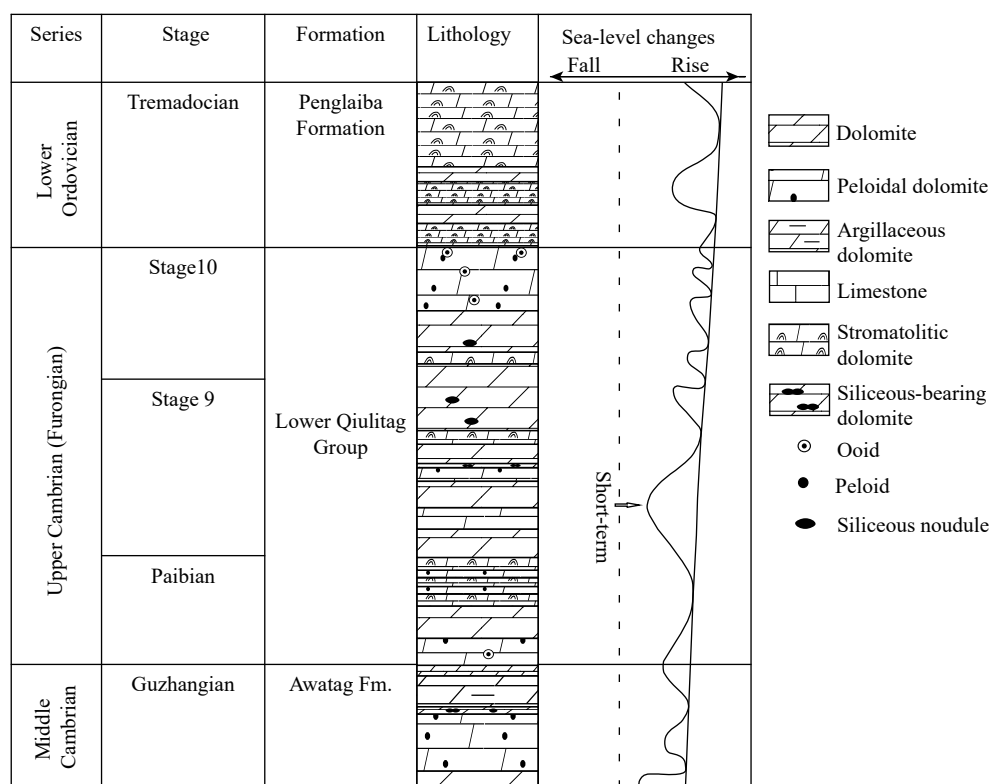 Series
Stage
Formation
Lithology
Sea-level changes
Fall
Rise
Lower
Ordovician
Tremadocian
Penglaiba
Formation
Upper Cambrian (Furongian)
Stage10
Stage 9
Paibian
Lower Qiulitag
Group
Short-term
Middle
Cambrian
Guzhangian
Awatag Fm.
Dolomite
Peloidal dolomite
Argillaceous
dolomite
Limestone
Stromatolitic
dolomite
Siliceous-bearing
dolomite
Ooid
Peloid
Siliceous noudule